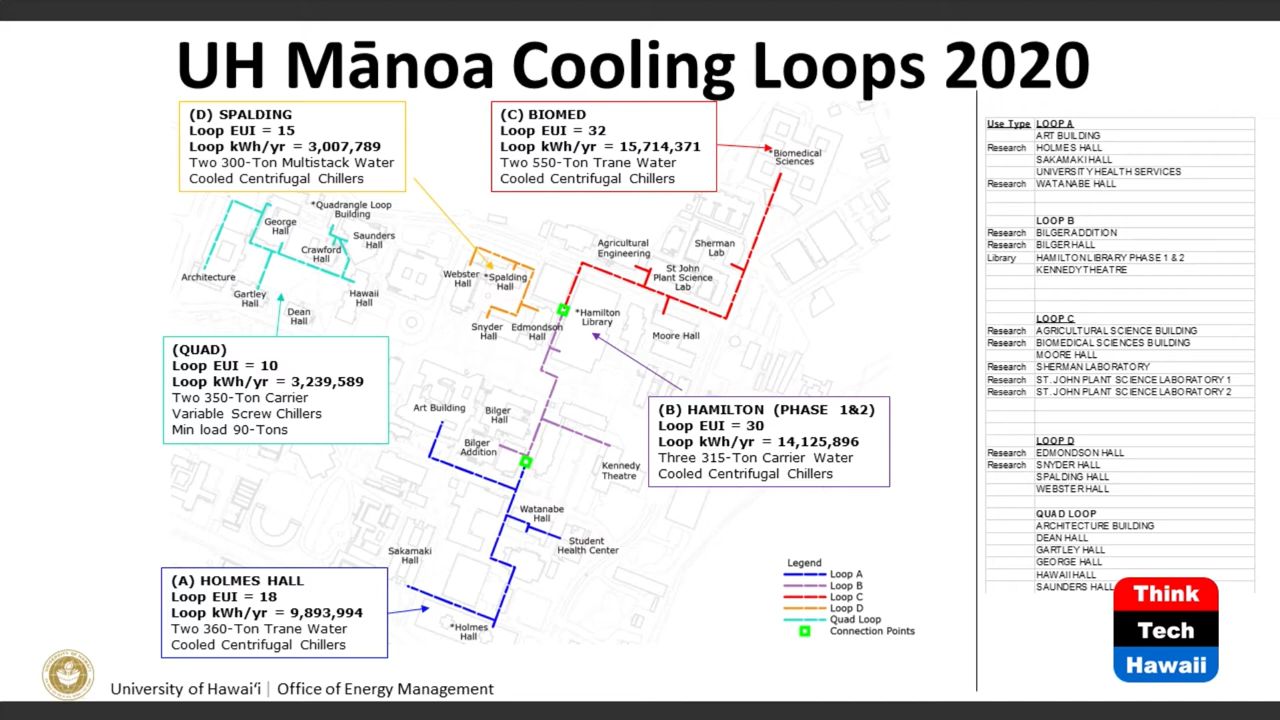 UH Mānoa Cooling Loops 2020
(D) SPALDING
Loop EUI = 15
Loop kWh/yr = 3,007,789
Two 300-Ton Multistack Water
Cooled Centrifugal Chillers
(C) BIOMED
Loop EUI = 32
Loop kWh/yr = 15,714,371
Two 550-Ton Trane Water
Cooled Centrifugal Chillers
*Biomedical
Sciences
*Quadrangle Loop
Building
George
Hall
Saunders
Hall
Crawford
Hall
Architecture
Gartley
Hall
Hawaii
Hall
Dean
Hall
Webster
Hall
*Spalding
Hall
Snyder
Hall
Edmondson
Hall
Agricultural
Engineering
Sherman
Lab
St John
Plant Science
Lab
*Hamilton
Library
Moore Hall
(QUAD)
Loop EUI = 10
Loop kWh/yr = 3,239,589
Two 350-Ton Carrier
Variable Screw Chillers
Min load 90-Tons
(B) HAMILTON (PHASE 1&2)
Loop EUI = 30
Loop kWh/yr = 14,125,896
Three 315-Ton Carrier Water
Cooled Centrifugal Chillers
Art Building
Bilger
Hall
Bilger
Addition
Kennedy
Theatre
Watanabe
Hall
Student
Health Center
Sakamaki
Hall
*Holmes
Hall
(A) HOLMES HALL
Loop EUI = 18
Loop kWh/yr = 9,893,994
Two 360-Ton Trane Water
Cooled Centrifugal Chillers
Legend
Loop A
Loop B
Loop C
Loop D
Quad Loop
Connection Points
Use Type LOOP A
ART BUILDING
Research HOLMES HALL
SAKAMAKI HALL
UNIVERSITY HEALTH SERVICES
Research WATANABE HALL
LOOP B
Research BILGER ADDITION
Research BILGER HALL
Library HAMILTON LIBRARY PHASE 1 & 2
KENNEDY THEATRE
LOOP C
Research AGRICULTURAL SCIENCE BUILDING
Research BIOMEDICAL SCIENCES BUILDING
MOORE HALL
Research SHERMAN LABORATORY
Research ST. JOHN PLANT SCIENCE LABORATORY 1
Research ST. JOHN PLANT SCIENCE LABORATORY 2
LOOP D
Research EDMONDSON HALL
Research SNYDER HALL
SPALDING HALL
WEBSTER HALL
QUAD LOOP
ARCHITECTURE BUILDING
DEAN HALL
GARTLEY HALL
GEORGE HALL
HAWAII HALL
SAUNDERS HALL
Think
Tech
Hawaii
University of Hawaiʻi | Office of Energy Management